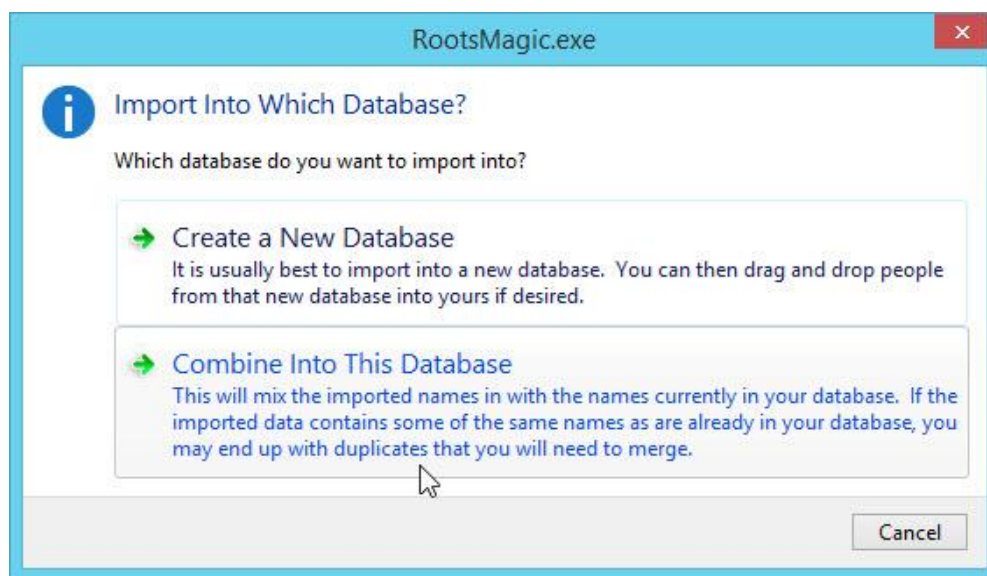 RootsMagic.exe
Import Into Which Database?
Which database do you want to import into?
Create a New Database
It is usually best to import into a new database.  You can then drag and drop people
from that new database into yours if desired.
Combine Into This Database
This will mix the imported names in with the names currently in your database.  If the
imported data contains some of the same names as are already in your database, you
may end up with duplicates that you will need to merge.
Cancel